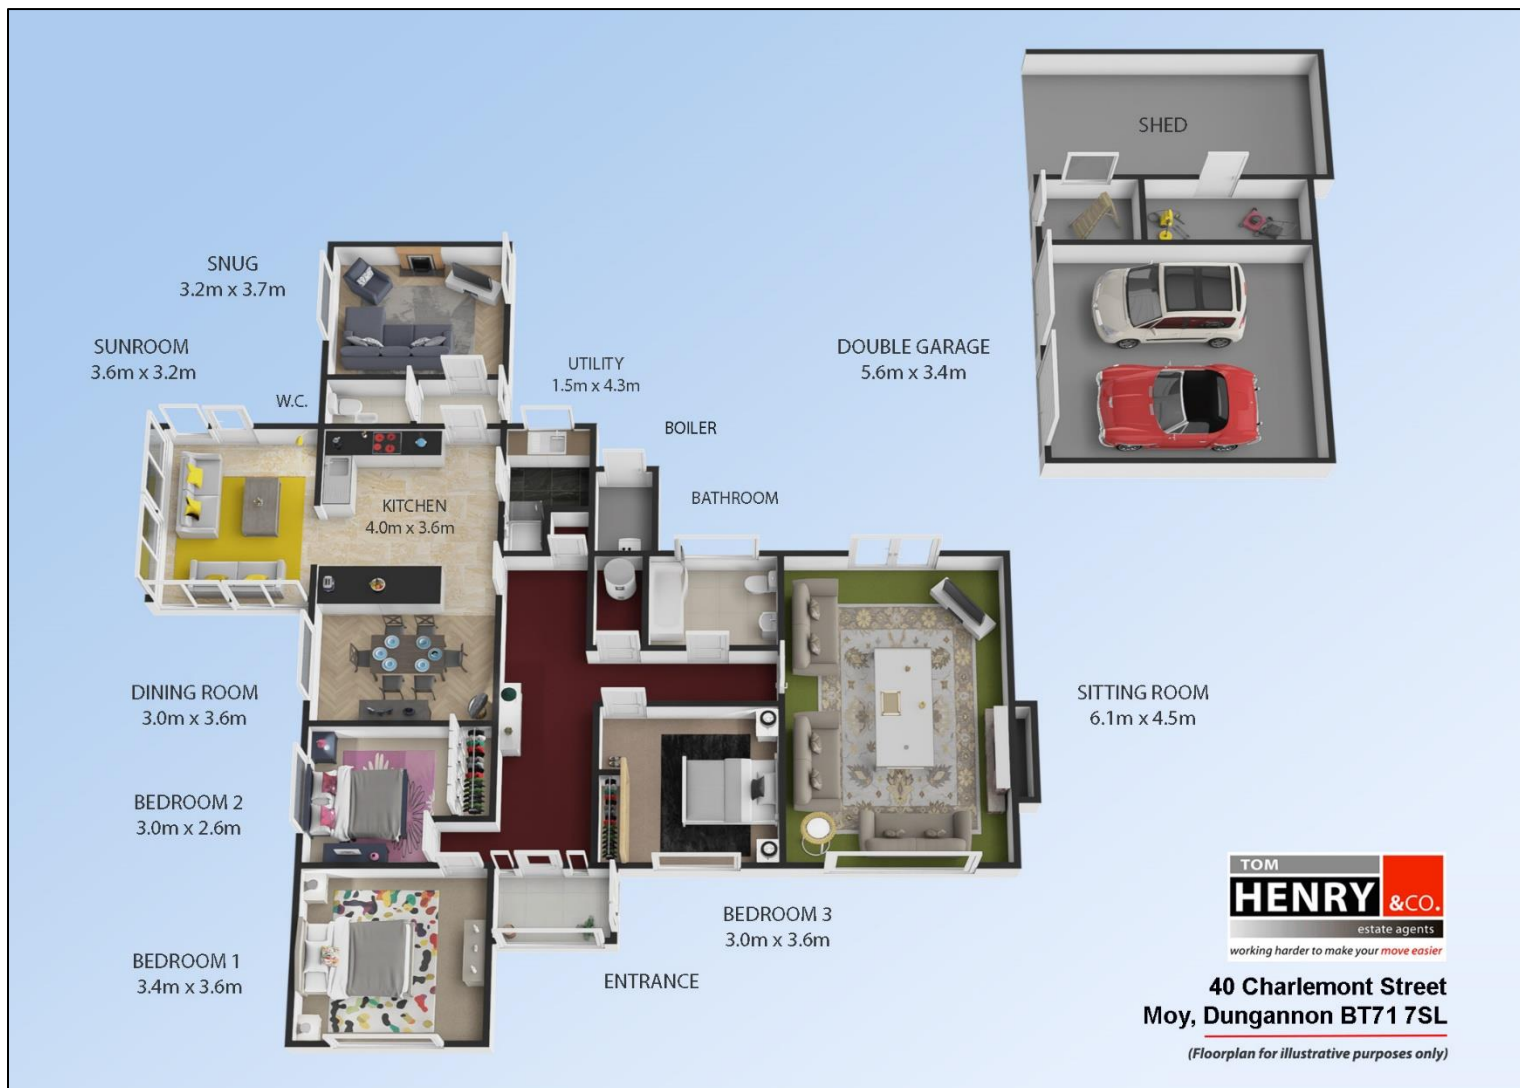 SHED
SNUG
3.2m x 3.7m
SUNROOM
3.6m x 3.2m
W.C.
UTILITY
1.5m x 4.3m
DOUBLE GARAGE
5.6m x 3.4m
BOILER
BATHROOM
KITCHEN
4.0m x 3.6m
DINING ROOM
3.0m x 3.6m
SITTING ROOM
6.1m x 4.5m
BEDROOM 2
3.0m x 2.6m
BEDROOM 3
3.0m x 3.6m
BEDROOM 1
3.4m x 3.6m
ENTRANCE
TOM
HENRY &CO.
estate agents
working harder to make your move easier
40 Charlemont Street
Moy, Dungannon BT71 7SL
(Floorplan for illustrative purposes only)